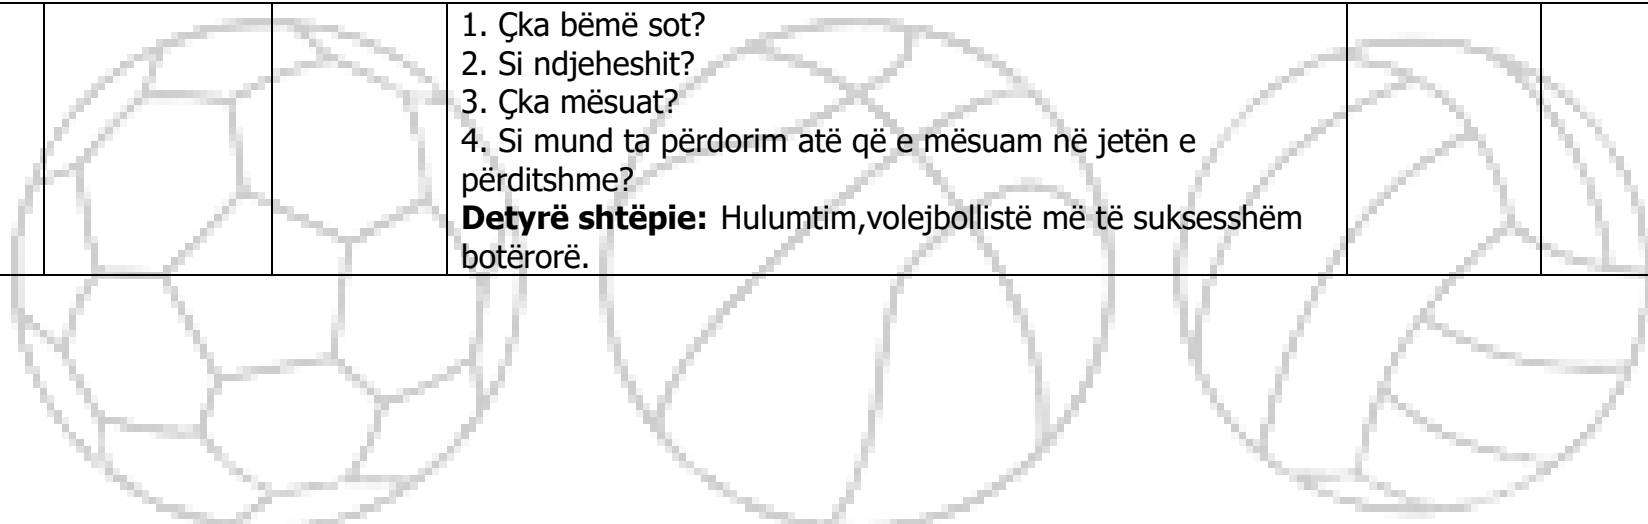 1. Çka bëmë sot?
2. Si ndjeheshit?
3. Çka mësuat?
4. Si mund ta përdorim atë që e mësuam në jetën e
përditshme?
Detyrë shtëpie: Hulumtim,volejbollistë më të suksesshëm
botërorë.